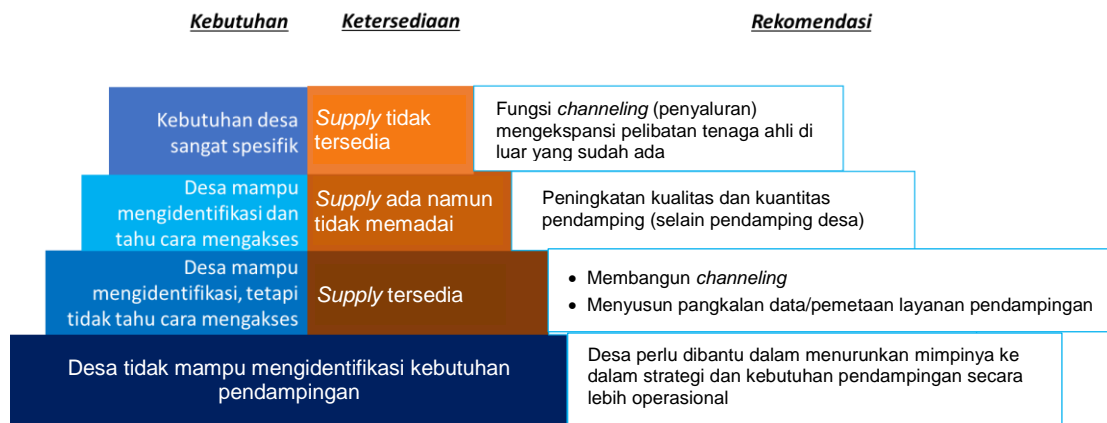 Kebutuhan Ketersediaan Rekomendasi
Kebutuhan desa
sangat spesifik
Supply tidak
tersedia
Fungsi channeling (penyaluran)
mengekspansi pelibatan tenaga ahli di
luar yang sudah ada
Desa mampu
mengidentifikasi dan
tahu cara mengakses
Supply ada namun
tidak memadai
Peningkatan kualitas dan kuantitas
pendamping (selain pendamping desa)
Desa mampu
mengidentifikasi, tetapi
tidak tahu cara mengakses
Supply tersedia
• Membangun channeling
• Menyusun pangkalan data/pemetaan layanan pendampingan
Desa tidak mampu mengidentifikasi kebutuhan
pendampingan
Desa perlu dibantu dalam menurunkan mimpinya ke
dalam strategi dan kebutuhan pendampingan secara
lebih operasional